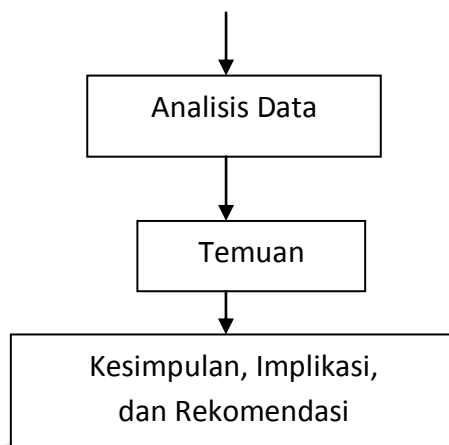 Analisis Data
Temuan
Kesimpulan, Implikasi,
dan Rekomendasi